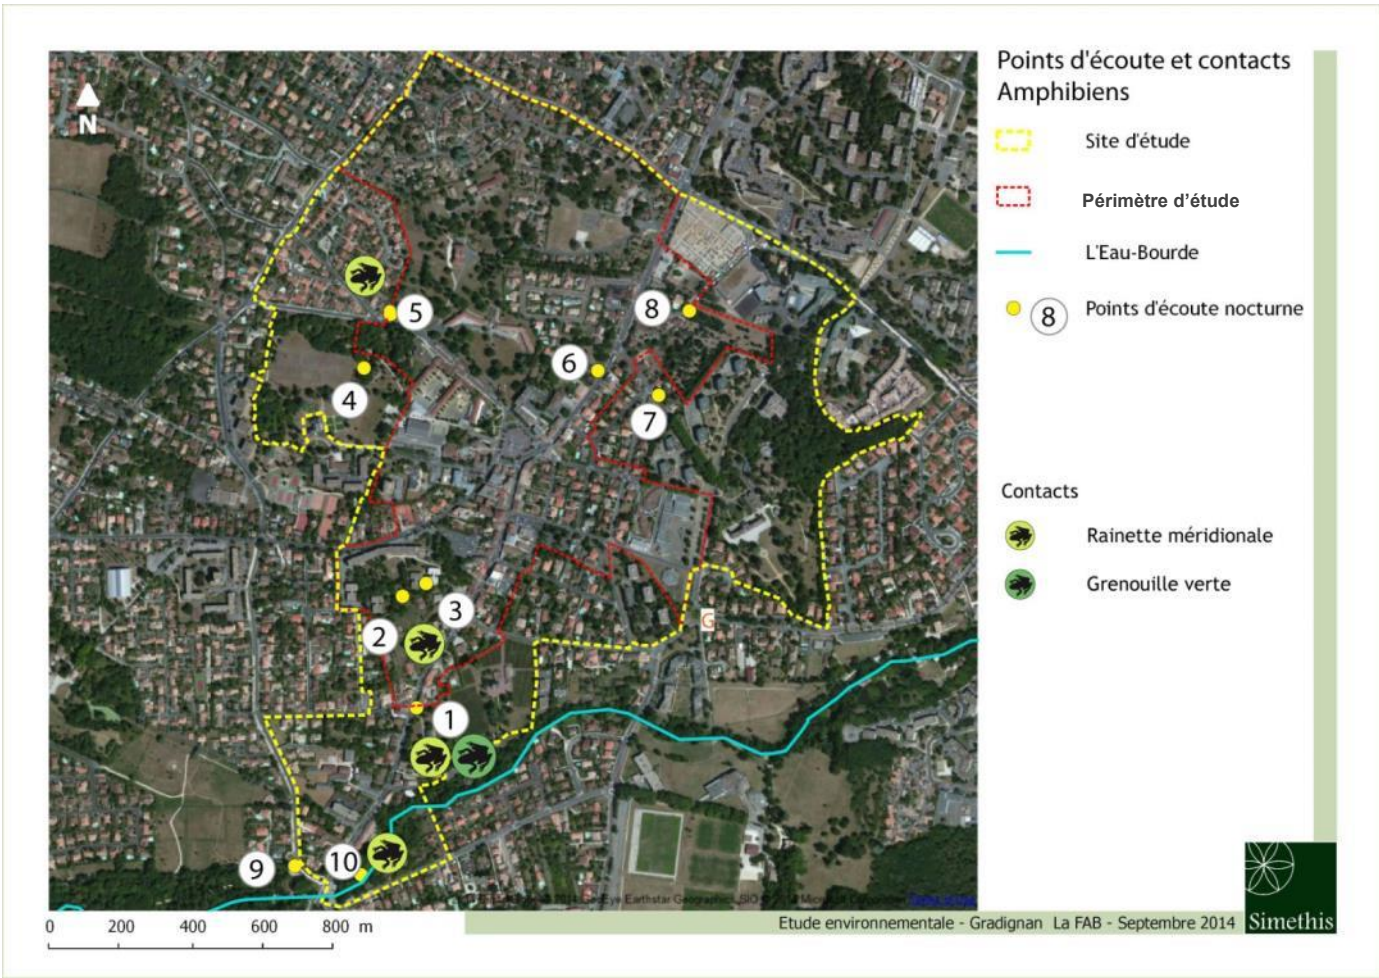 Points d'écoute et contacts
Amphibiens
Site d'étude
Périmètre d'étude
L'Eau-Bourde
8 Points d'écoute nocturne
Contacts
Rainette méridionale
Grenouille verte
N
5
8
6
4
7
3
2
G
1
9
10
0 200 400 600 800 m
Etude environnementale - Gradignan La FAB - Septembre 2014
Simethis